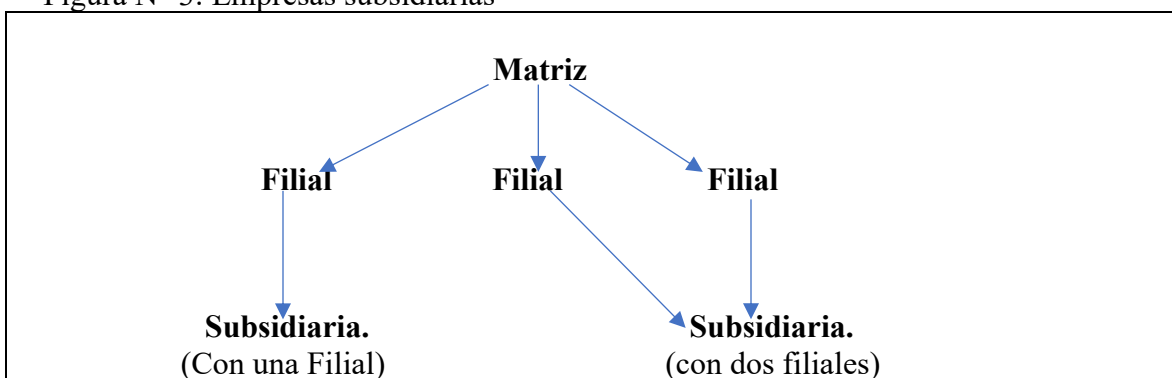 Figura N° 3. Empresas subsidiarias
Matriz
Filial Filial Filial
Subsidiaria. Subsidiaria.
(Con una Filial) (con dos filiales)